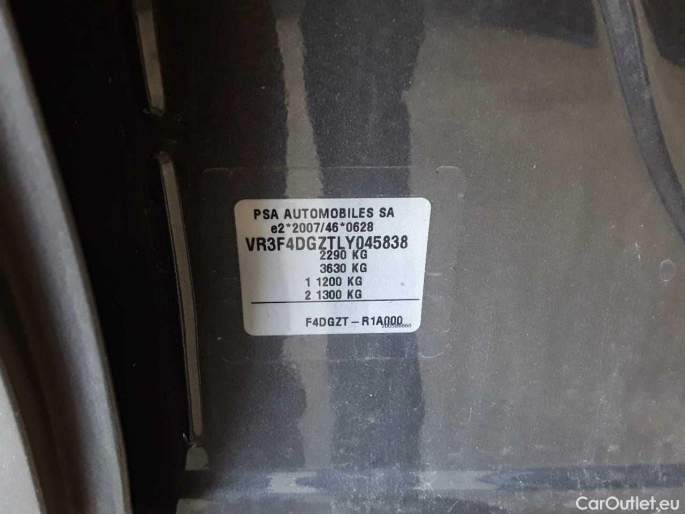 PSA AUTOMOBILES SA
e2*2007/46*0628
VR3F4DGZTLY045838
2290 KG
3630 KG
1 1200 KG
2 1300 KG
F4DGZT – R1A000
CarOutlet.eu